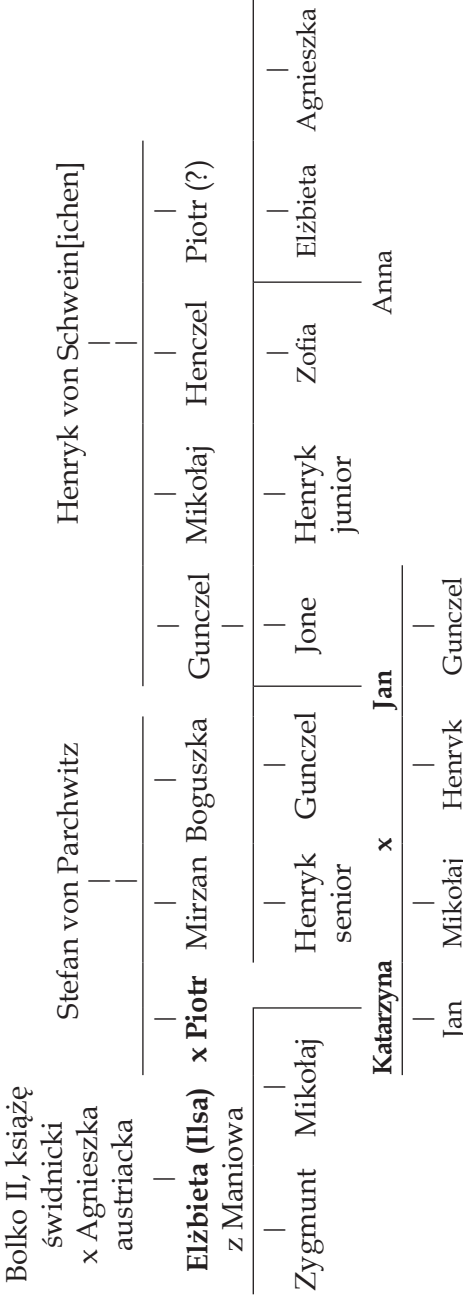 Bolko II, książę
świdnicki
x Agnieszka
austriacka
Stefan von Parchwitz
Henryk von Schwein[ichen]
Elżbieta (Ilsa) x Piotr Mirzan Boguszka Gunczel Mikołaj Henczel Piotr (?)
z Maniowa
Zygmunt Mikołaj Henryk Gunczel Jone Henryk Zofia Elżbieta Agnieszka
senior junior
Katarzyna x Jan Anna
Jan Mikołaj Henryk Gunczel